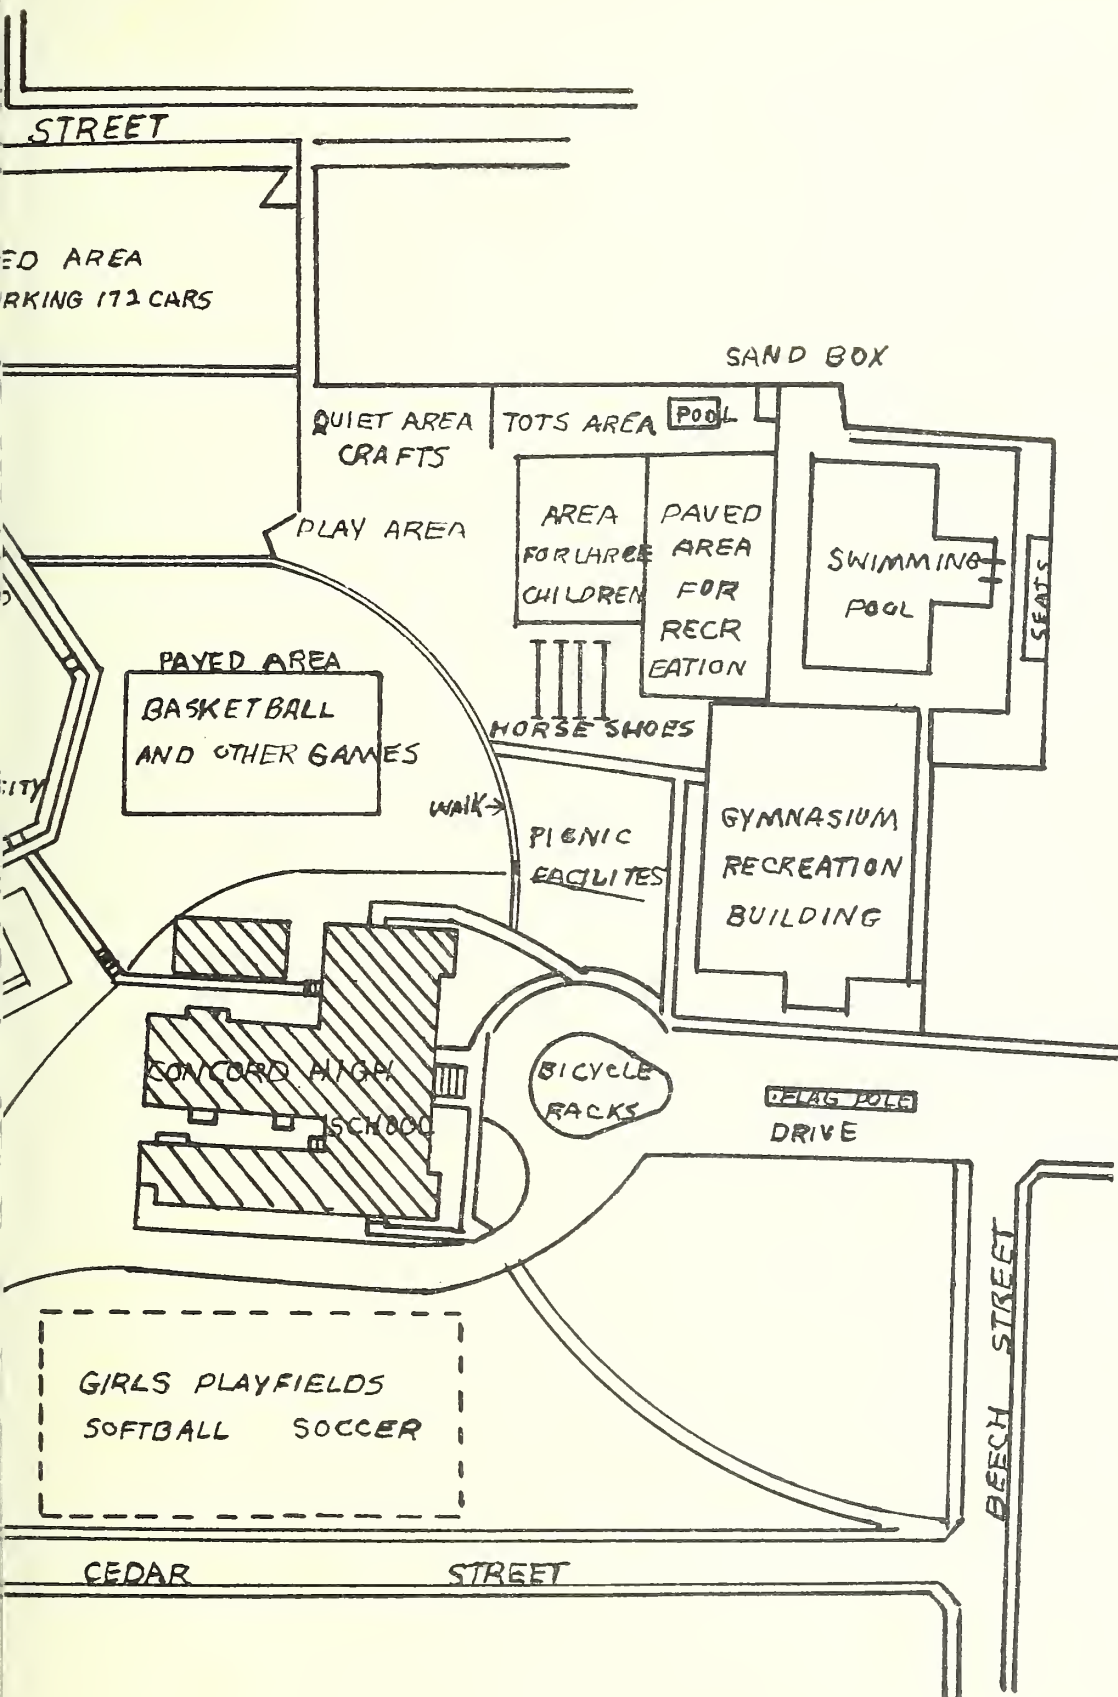 STREET
ED AREA
RKING 172 CARS
SAND BOX
QUIET AREA
CRAFTS
TOTS AREA
POOL
PLAY AREA
AREA
FOR LARGE
CHILDREN
PAVED
AREA
FOR
RECR
EATION
SWIMMING
POOL
SEATS
PAVED AREA
BASKETBALL
AND OTHER GAMES
HORSE SHOES
CITY
WALK→
PICNIC
FACILITES
GYMNASIUM
RECREATION
BUILDING
CONCORD HIGH
SCHOOL
BICYCLE
RACKS
FLAG POLE
DRIVE
BEECH STREET
GIRLS PLAYFIELDS
SOFTBALL SOCCER
CEDAR STREET